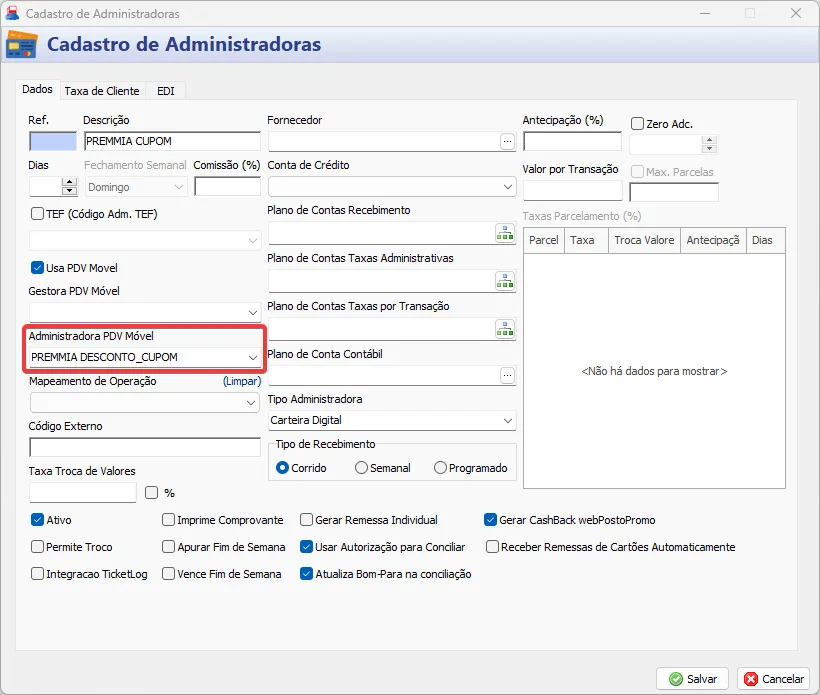 Cadastro de Administradoras
Cadastro de Administradoras
Dados
Taxa de Cliente
EDI
Ref.
Descrição
Fornecedor
Antecipação (%)
Zero Adc.
PREMMIA CUPOM
Dias
Fechamento Semanal
Comissão (%)
Conta de Crédito
Valor por Transação
Max. Parcelas
Domingo
TEF (Código Adm. TEF)
Plano de Contas Recebimento
Taxas Parcelamento (%)
Parcel
Taxa
Troca Valore
Antecipaçã
Dias
Usa PDV Movel
Plano de Contas Taxas Administrativas
Gestora PDV Móvel
Plano de Contas Taxas por Transação
Administradora PDV Móvel
PREMMIA DESCONTO_CUPOM
Plano de Conta Contábil
<Não há dados para mostrar>
Mapeamento de Operação
(Limpar)
Tipo Administradora
Carteira Digital
Código Externo
Tipo de Recebimento
Corrido
Semanal
Programado
Taxa Troca de Valores
%
Ativo
Imprime Comprovante
Gerar Remessa Individual
Gerar CashBack webPostoPromo
Permite Troco
Apurar Fim de Semana
Usar Autorização para Conciliar
Receber Remessas de Cartões Automaticamente
Integracao TicketLog
Vence Fim de Semana
Atualiza Bom-Para na conciliação
Salvar
Cancelar